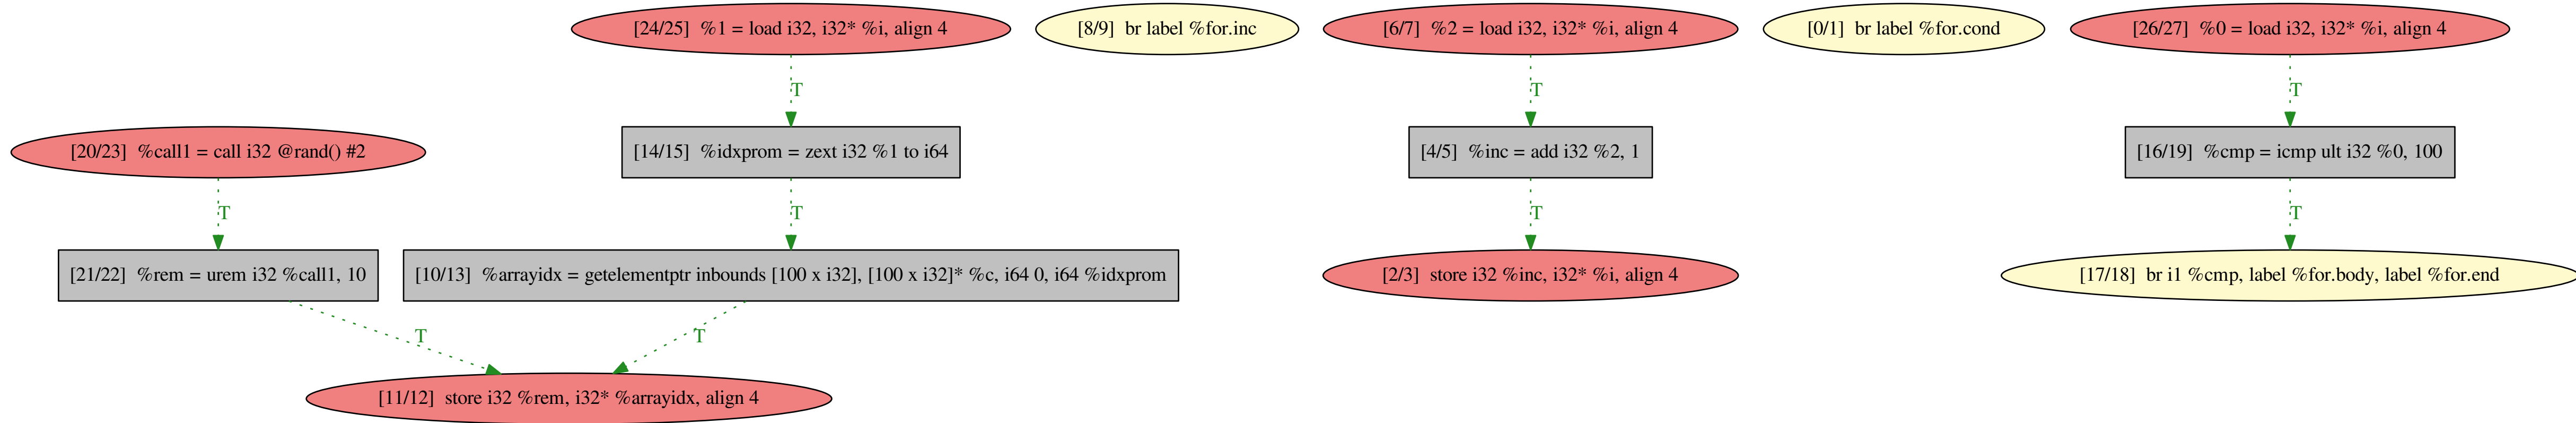 [24/25]  %1 = load i32, i32* %i, align 4
[8/9]  br label %for.inc
[6/7]  %2 = load i32, i32* %i, align 4
[0/1]  br label %for.cond
[26/27]  %0 = load i32, i32* %i, align 4
T
T
T
[20/23]  %call1 = call i32 @rand() #2
[14/15]  %idxprom = zext i32 %1 to i64
[4/5]  %inc = add i32 %2, 1
[16/19]  %cmp = icmp ult i32 %0, 100
T
T
T
T
[21/22]  %rem = urem i32 %call1, 10
[10/13]  %arrayidx = getelementptr inbounds [100 x i32], [100 x i32]* %c, i64 0, i64 %idxprom
[2/3]  store i32 %inc, i32* %i, align 4
[17/18]  br i1 %cmp, label %for.body, label %for.end
T
T
[11/12]  store i32 %rem, i32* %arrayidx, align 4